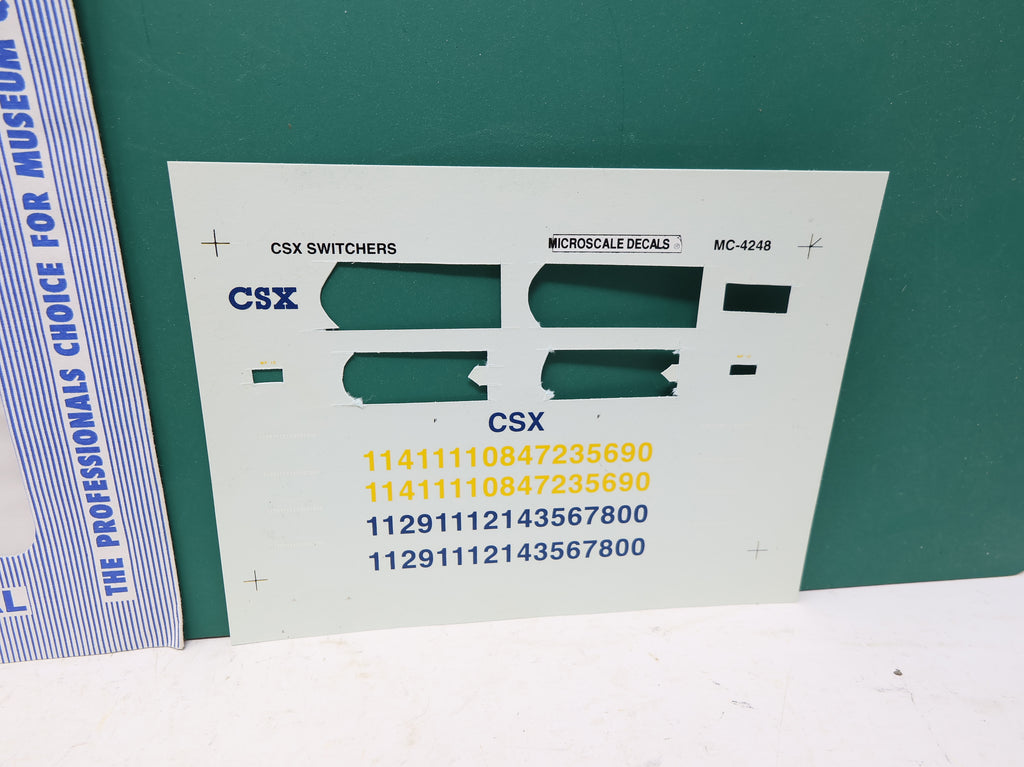 THE PROFESSIONALS CHOICE FOR MUSEUM
CSX SWITCHERS
MICROSCALE DECALS
MC-4248
CSX
CSX
11411110847235690
11411110847235690
11291112143567800
11291112143567800